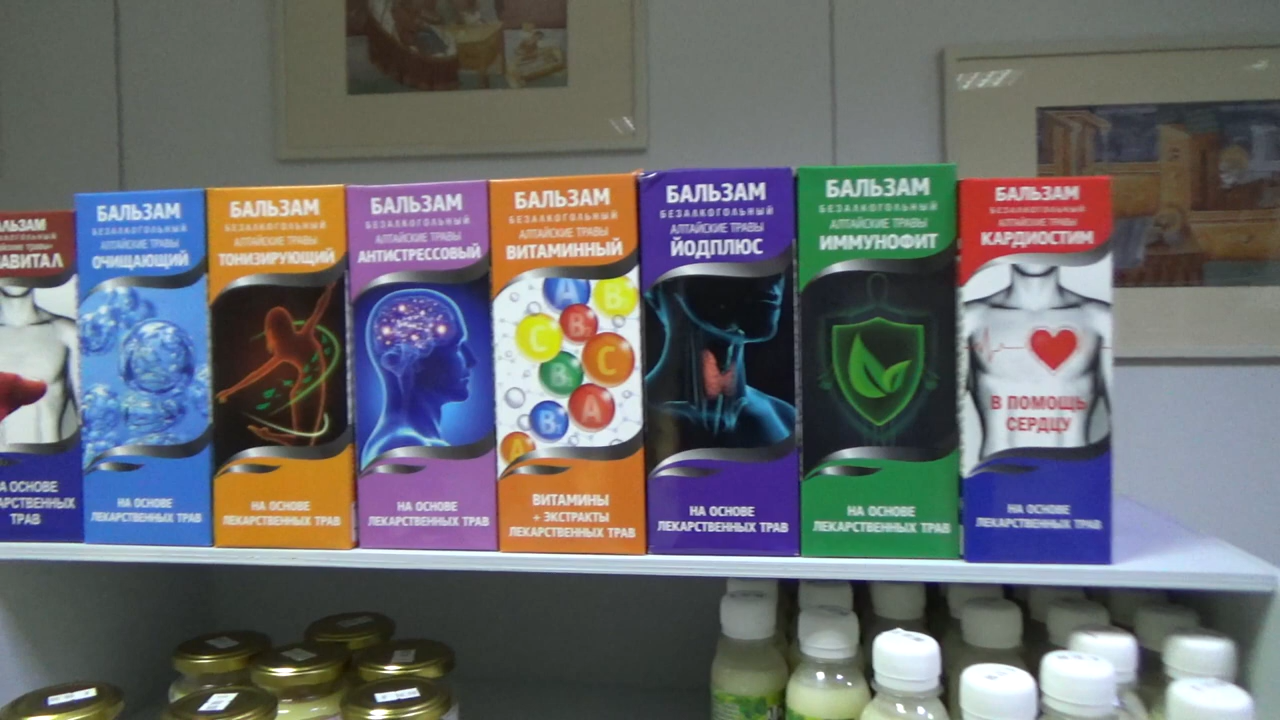 БАЛЬЗАМ
БЕЗАЛКОГОЛЬНЫЙ
АЛТАЙСКИЕ ТРАВЫ
ОЧИЩАЮЩИЙ
НА ОСНОВЕ
ЛЕКАРСТВЕННЫХ ТРАВ
БАЛЬЗАМ
БЕЗАЛКОГОЛЬНЫЙ
АЛТАЙСКИЕ ТРАВЫ
ТОНИЗИРУЮЩИЙ
НА ОСНОВЕ
ЛЕКАРСТВЕННЫХ ТРАВ
БАЛЬЗАМ
БЕЗАЛКОГОЛЬНЫЙ
АЛТАЙСКИЕ ТРАВЫ
АНТИСТРЕССОВЫЙ
НА ОСНОВЕ
ЛЕКАРСТВЕННЫХ ТРАВ
БАЛЬЗАМ
БЕЗАЛКОГОЛЬНЫЙ
АЛТАЙСКИЕ ТРАВЫ
ВИТАМИННЫЙ
ВИТАМИНЫ
+ ЭКСТРАКТЫ
ЛЕКАРСТВЕННЫХ ТРАВ
БАЛЬЗАМ
БЕЗАЛКОГОЛЬНЫЙ
АЛТАЙСКИЕ ТРАВЫ
ЙОДПЛЮС
НА ОСНОВЕ
ЛЕКАРСТВЕННЫХ ТРАВ
БАЛЬЗАМ
БЕЗАЛКОГОЛЬНЫЙ
АЛТАЙСКИЕ ТРАВЫ
ИММУНОФИТ
НА ОСНОВЕ
ЛЕКАРСТВЕННЫХ ТРАВ
БАЛЬЗАМ
БЕЗАЛКОГОЛЬНЫЙ
АЛТАЙСКИЕ ТРАВЫ
КАРДИОСТИМ
В ПОМОЩЬ
СЕРДЦУ
НА ОСНОВЕ
ЛЕКАРСТВЕННЫХ ТРАВ
ОСНОВЕ
ТРАВ